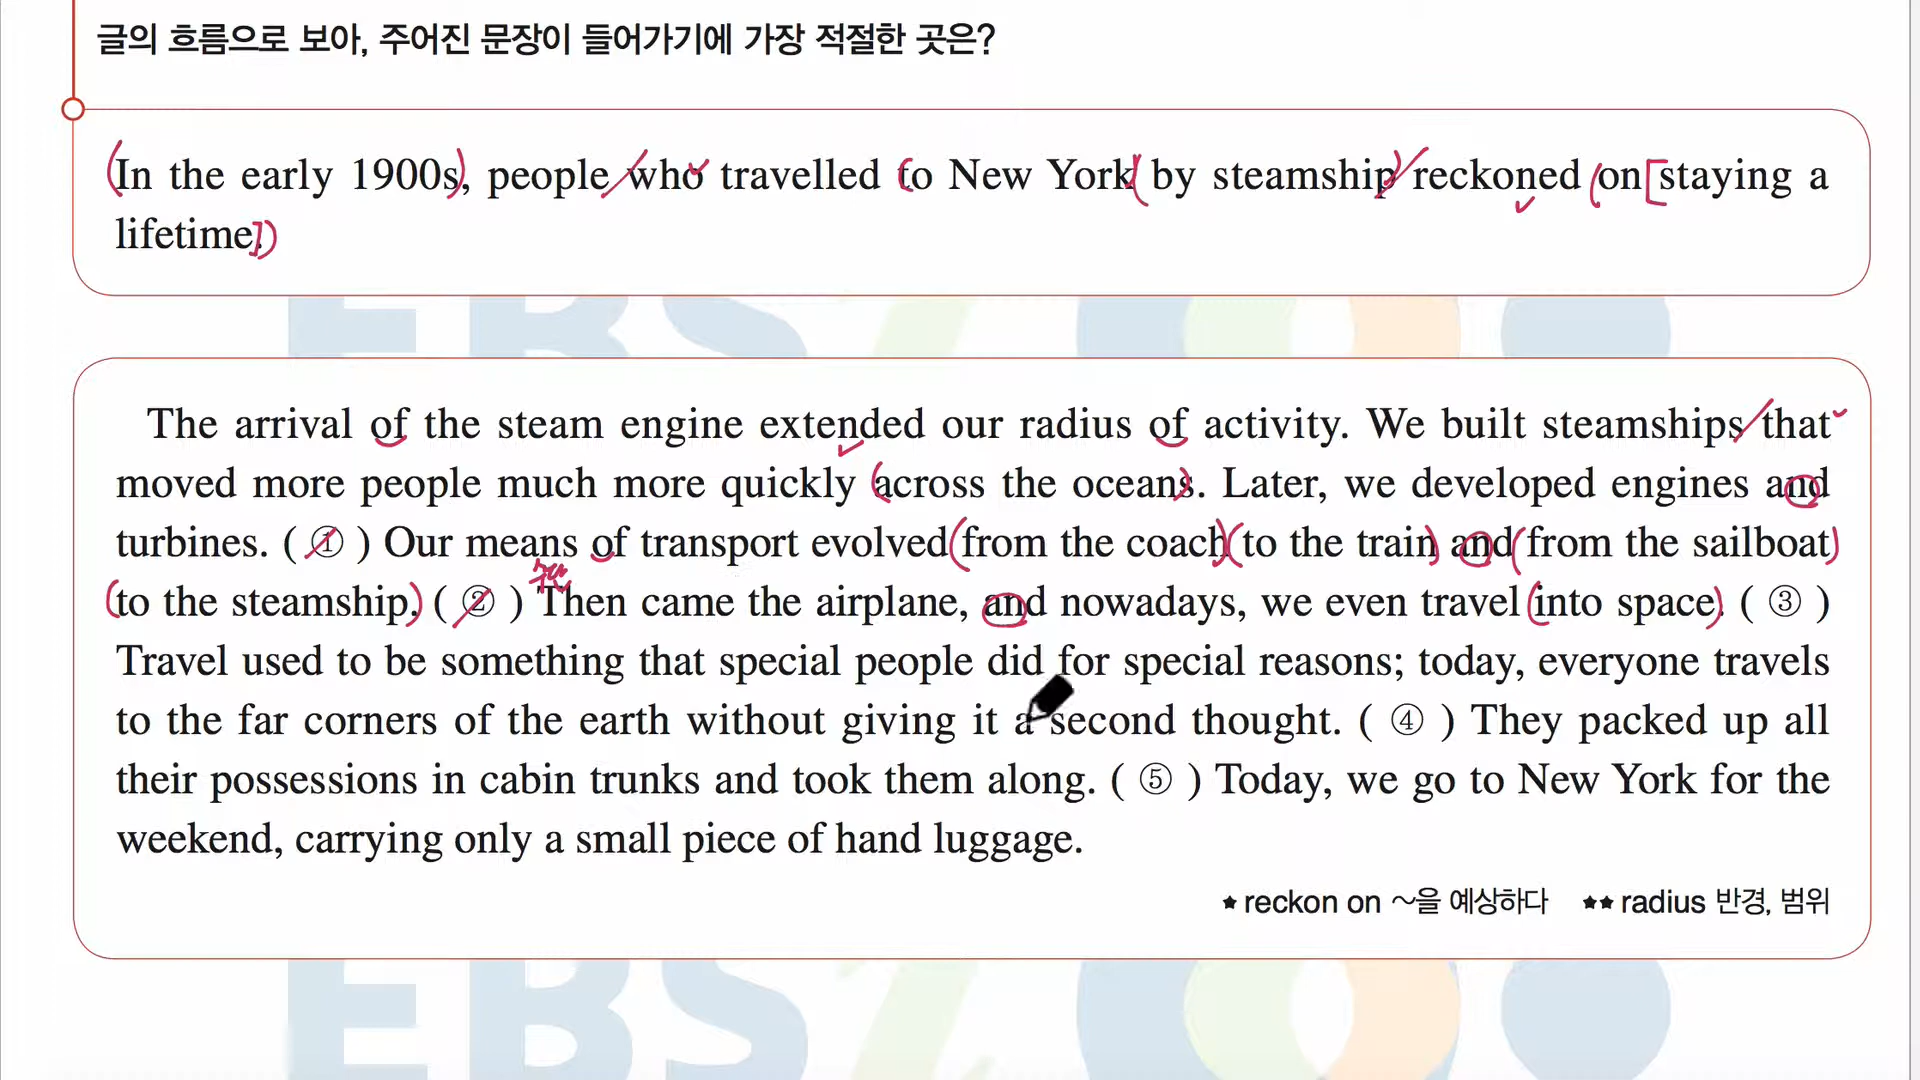 글의 흐름으로 보아, 주어진 문장이 들어가기에 가장 적절한 곳은?
In the early 1900s, people who travelled to New York by steamship reckoned on staying a
lifetime.
The arrival of the steam engine extended our radius of activity. We built steamships that
moved more people much more quickly across the oceans. Later, we developed engines and
turbines. ( ① ) Our means of transport evolved from the coach to the train and from the sailboat
to the steamship. ( ② ) Then came the airplane, and nowadays, we even travel into space. ( ③ )
Travel used to be something that special people did for special reasons; today, everyone travels
to the far corners of the earth without giving it a second thought. ( ④ ) They packed up all
their possessions in cabin trunks and took them along. ( ⑤ ) Today, we go to New York for the
weekend, carrying only a small piece of hand luggage.
★ reckon on ~을 예상하다 ★★ radius 반경, 범위
EBS
EBS